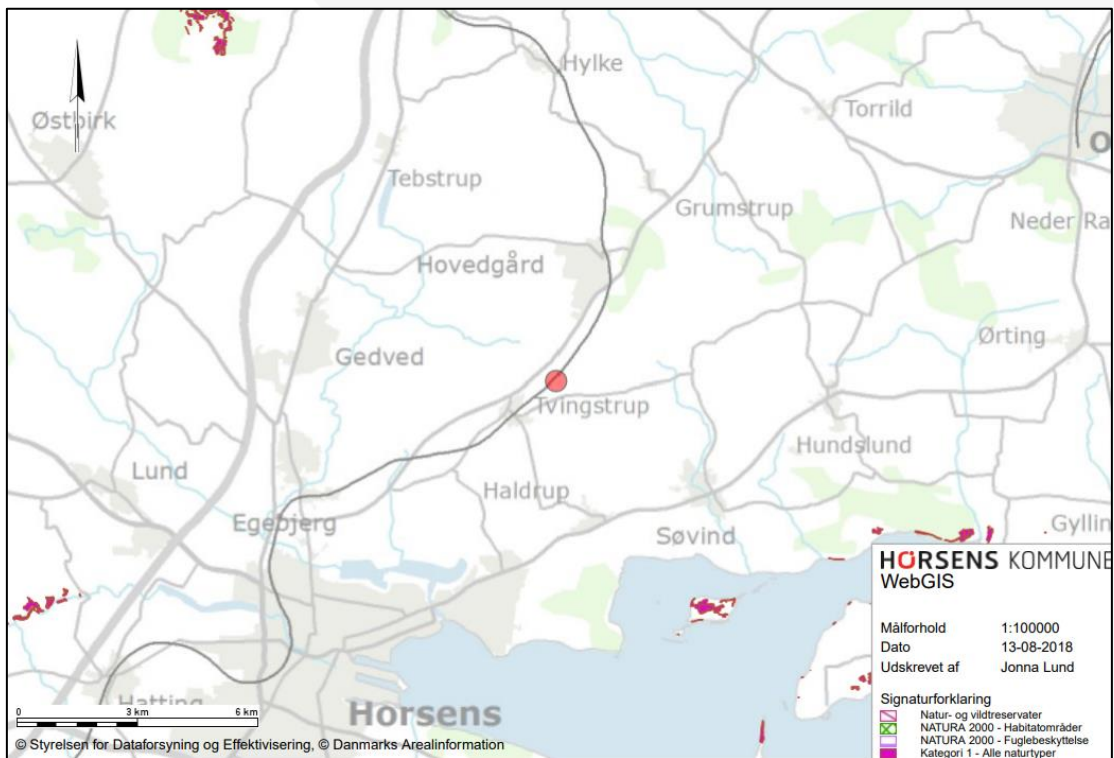 Hylke
Torrild
Østbirk
O
Tebstrup
Grumstrup
Neder Ra
Hovedgård
Ørting
Gedved
Tvingstrup
Hundslund
Lund
Haldrup
Egebjerg
Søvind
Gyllin
Hatting
Horsens
0 3 km 6 km
© Styrelsen for Dataforsyning og Effektivisering, © Danmarks Arealinformation
HORSENS KOMMUNE
WebGIS
Målforhold 1:100000
Dato 13-08-2018
Udskrevet af Jonna Lund
Signaturforklaring
Natur- og vildtreservater
NATURA 2000 - Habitatområder
NATURA 2000 - Fuglebeskyttelse
Kategori 1 - Alle naturtyper